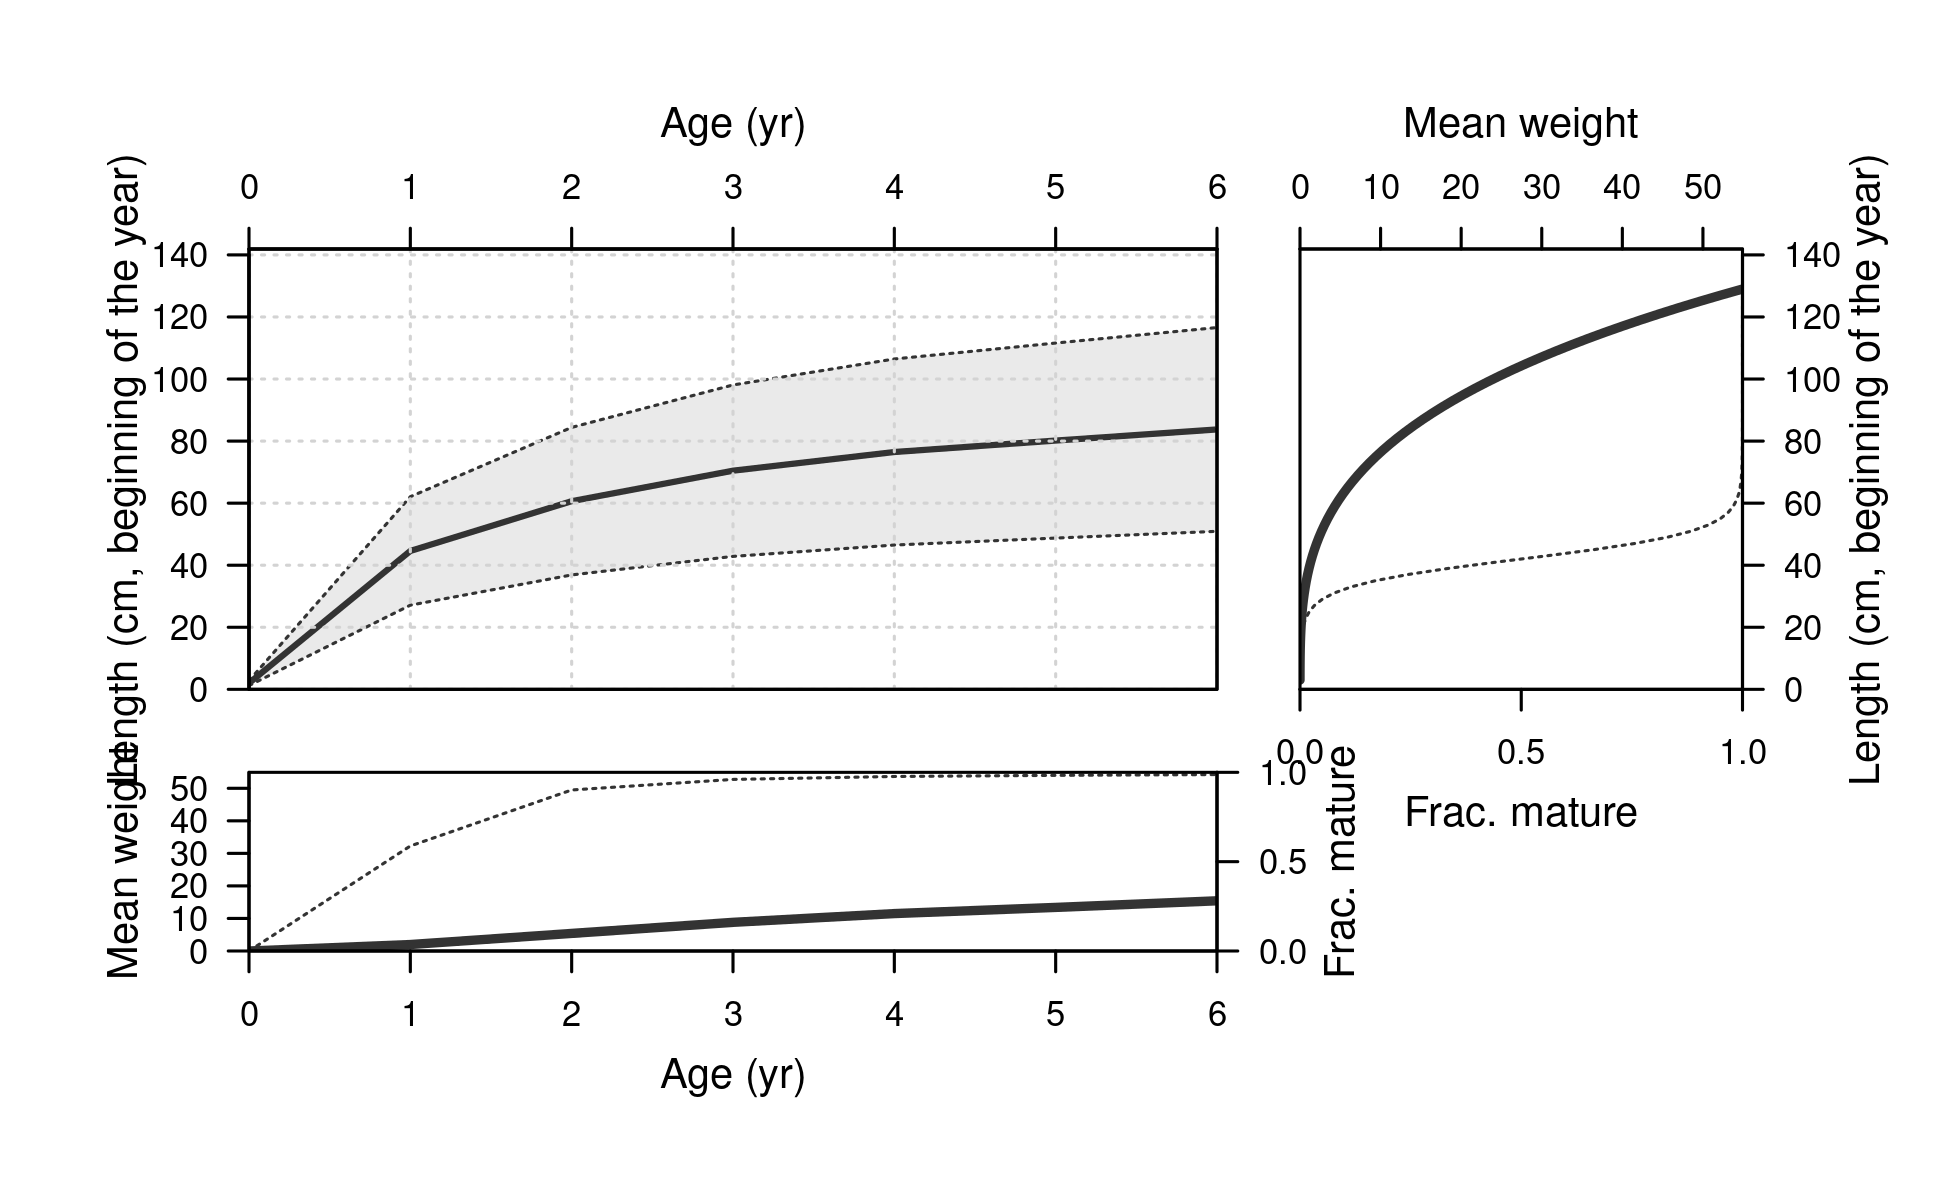 Age (yr)
0 1 2 3 4 5 6
Length (cm, beginning of the year)
140
120
100
80
60
40
20
0
Mean weight
0 10 20 30 40 50
140
120
100
80
60
40
20
0
Length (cm, beginning of the year)
0.0 0.5 1.0
Frac. mature
Mean weight
50
40
30
20
10
0
1.0
0.5
0.0
Frac. mature
0 1 2 3 4 5 6
Age (yr)